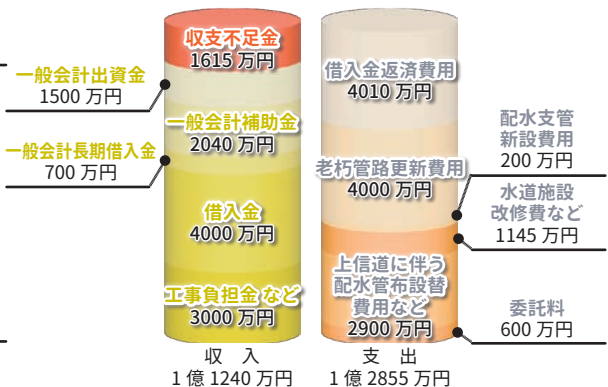 収支不足金
1615 万円
一般会計出資金
1500 万円
一般会計補助金
2040 万円
一般会計長期借入金
700 万円
借入金
4000 万円
工事負担金 など
3000 万円
収　入
1 億 1240 万円
借入金返済費用
4010 万円
老朽管路更新費用
4000 万円
配水支管
新設費用
200 万円
水道施設
改修費など
1145 万円
上信道に伴う
配水管布設替
費用など
2900 万円
委託料
600 万円
支　出
1 億 2855 万円